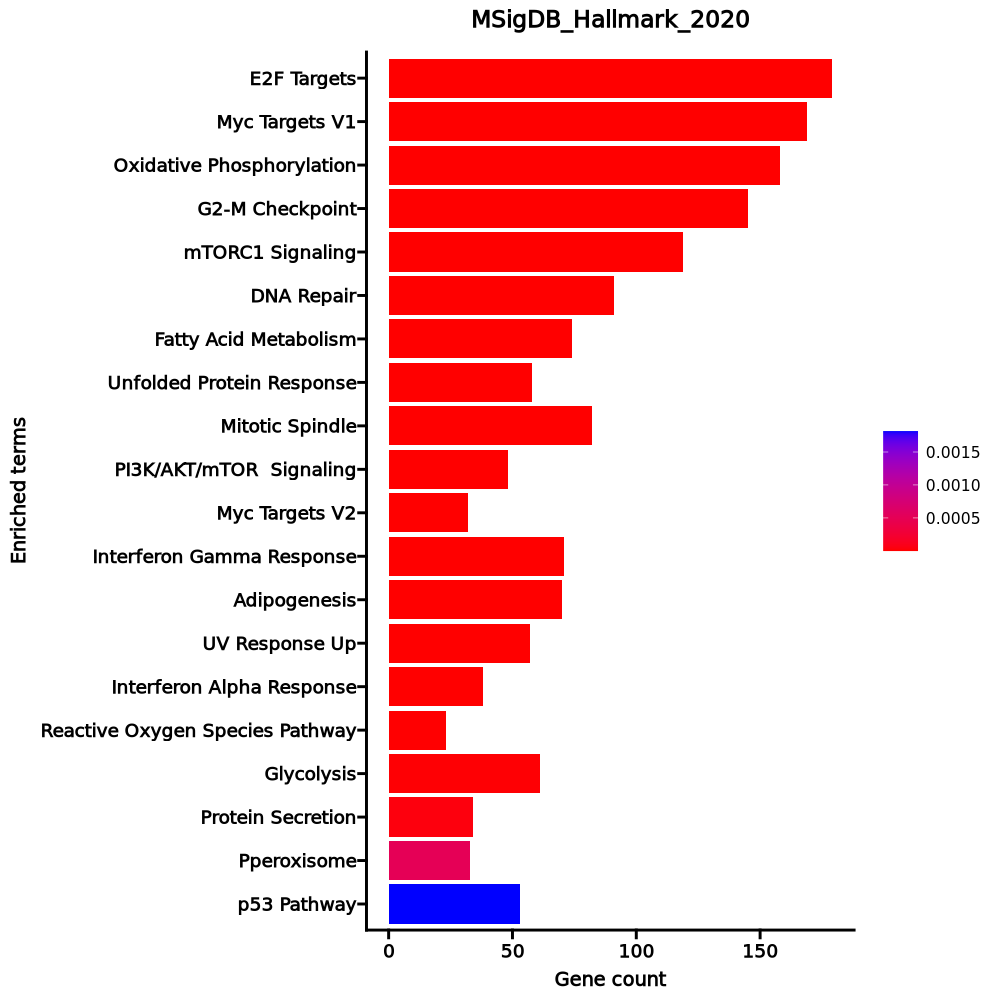 MSigDB_Hallmark_2020
E2F Targets
Myc Targets V1
Oxidative Phosphorylation
G2-M Checkpoint
mTORC1 Signaling
DNA Repair
Fatty Acid Metabolism
Unfolded Protein Response
Mitotic Spindle
PI3K/AKT/mTOR  Signaling
Myc Targets V2
Interferon Gamma Response
Adipogenesis
UV Response Up
Interferon Alpha Response
Reactive Oxygen Species Pathway
Glycolysis
Protein Secretion
Pperoxisome
p53 Pathway
Enriched terms
0 50 100 150
Gene count
0.0015
0.0010
0.0005